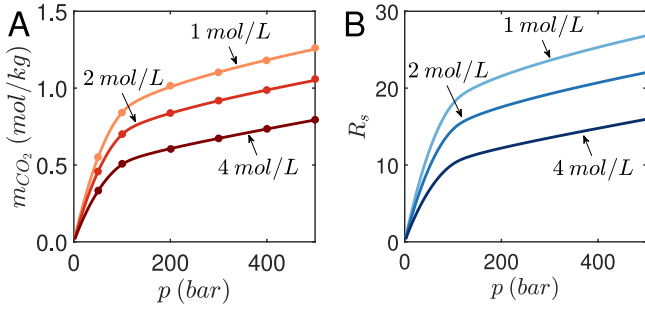 A
m_{CO_2} (mol/kg)
1.5
1.0
0.5
0.0
1 mol/L
2 mol/L
4 mol/L
0
200
400
p (bar)
B
R_s
30
20
10
0
1 mol/L
2 mol/L
4 mol/L
0
200
400
p (bar)